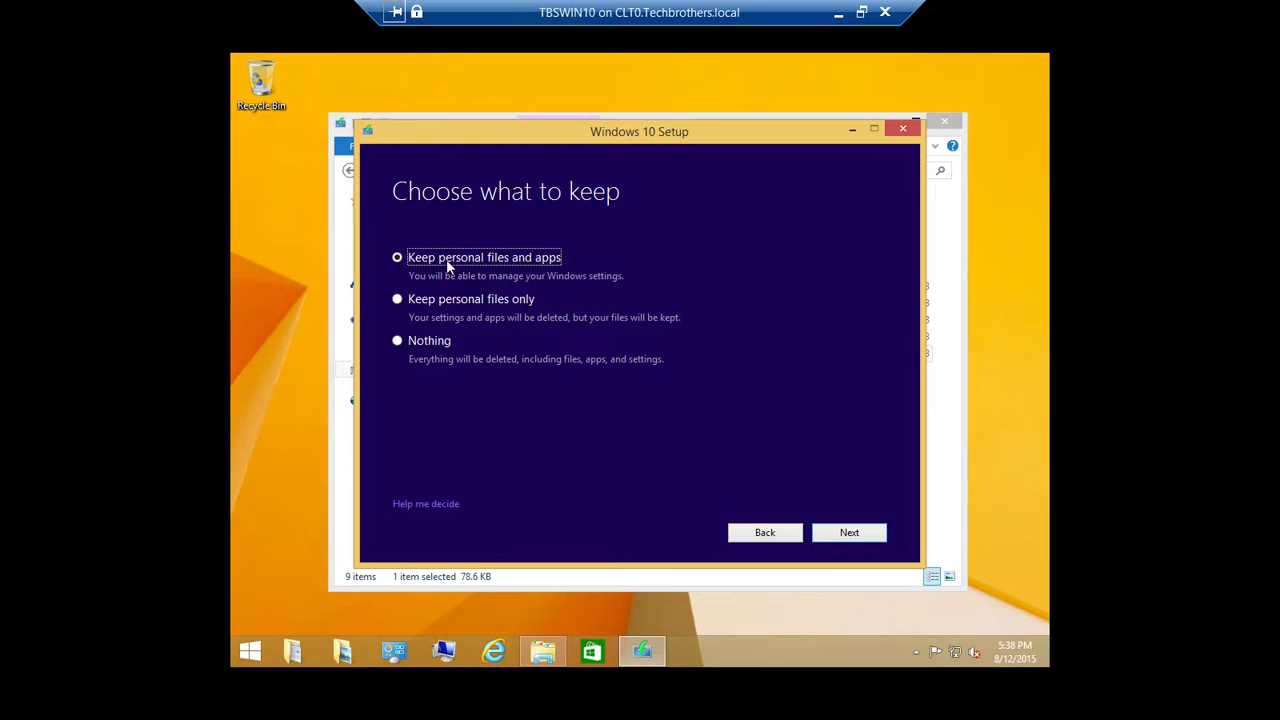 TBSWIN10 on CLT0.Techbrothers.local
Recycle Bin
Windows 10 Setup
Choose what to keep
Keep personal files and apps
You will be able to manage your Windows settings.
Keep personal files only
Your settings and apps will be deleted, but your files will be kept.
Nothing
Everything will be deleted, including files, apps, and settings.
Help me decide
Back
Next
9 items
1 item selected 78.6 KB
5:38 PM
8/12/2015